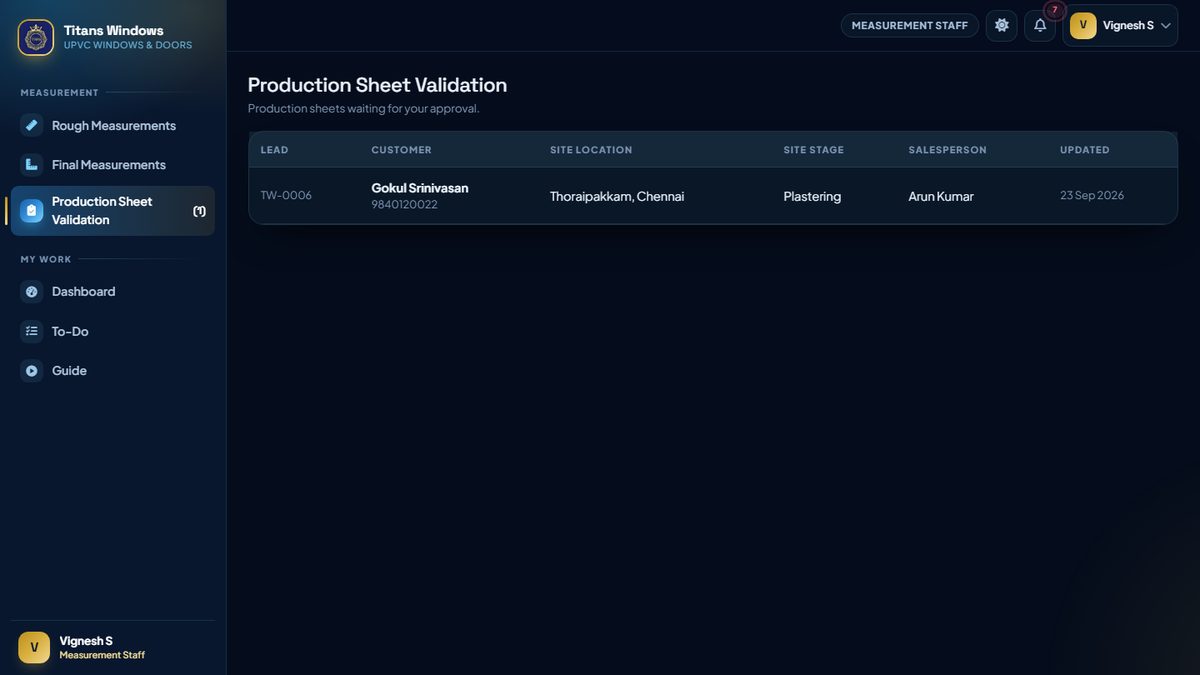 Titans Windows
UPVC WINDOWS & DOORS
MEASUREMENT STAFF
7
V
Vignesh S
MEASUREMENT
Rough Measurements
Final Measurements
Production Sheet
Validation
(1)
MY WORK
Dashboard
To-Do
Guide
Production Sheet Validation
Production sheets waiting for your approval.
LEAD CUSTOMER SITE LOCATION SITE STAGE SALESPERSON UPDATED
TW-0006 Gokul Srinivasan Thoraipakkam, Chennai Plastering Arun Kumar 23 Sep 2026
9840120022
V
Vignesh S
Measurement Staff